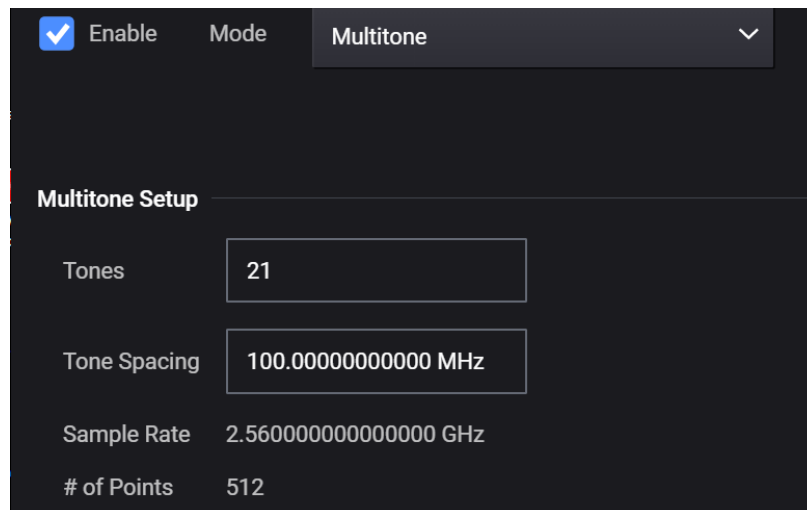 Enable Mode Multitone
Multitone Setup
Tones 21
Tone Spacing 100.00000000000 MHz
Sample Rate 2.560000000000000 GHz
# of Points 512